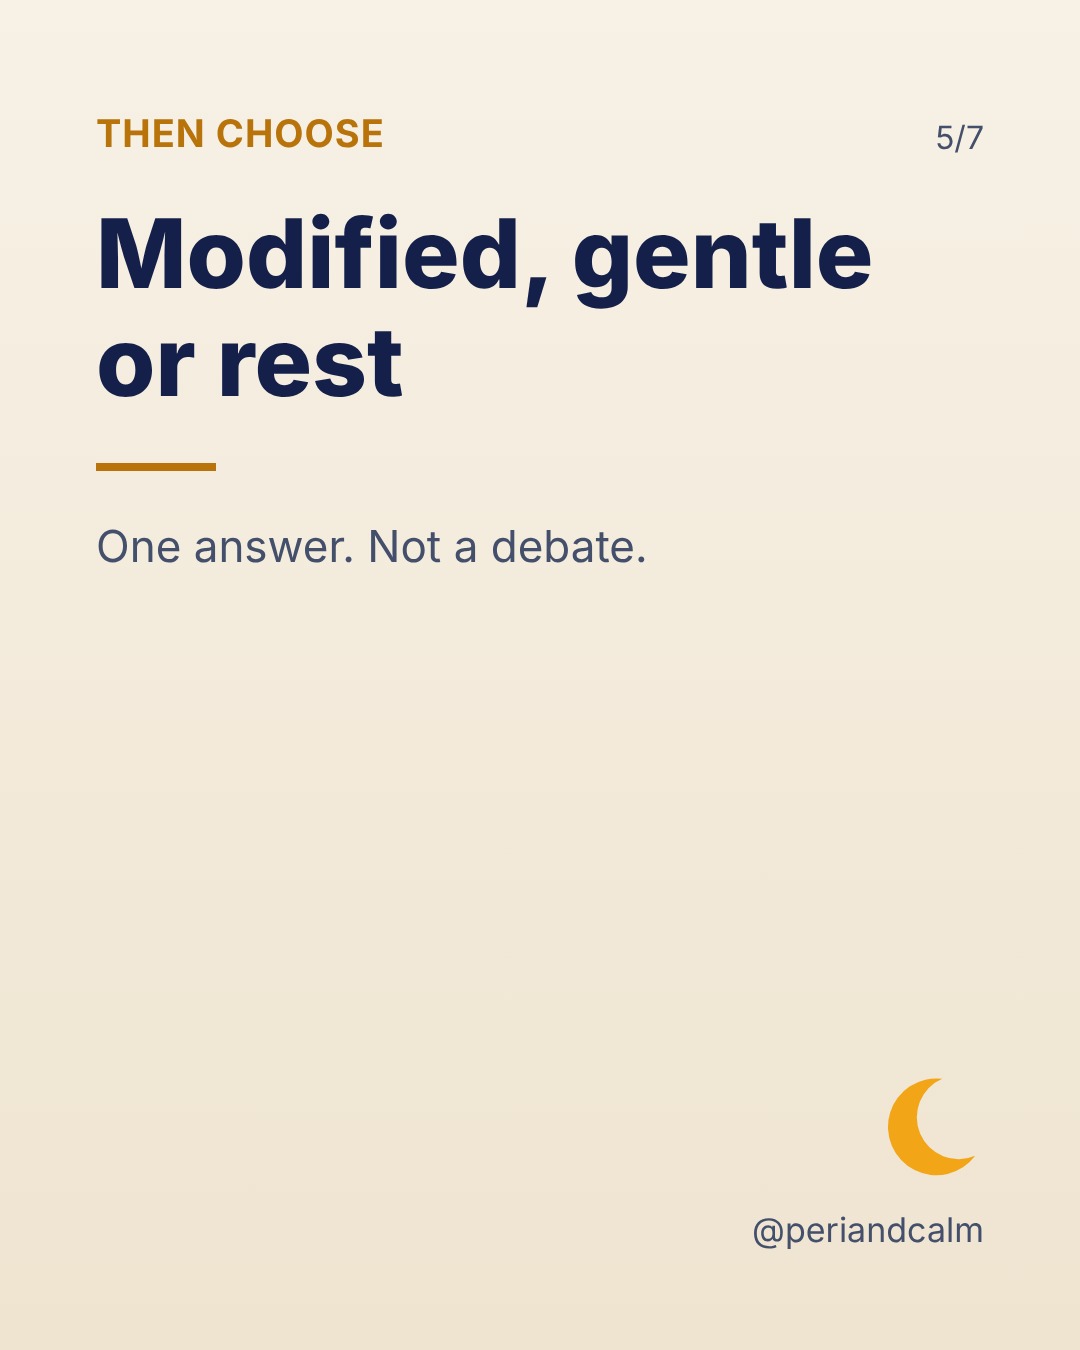 THEN CHOOSE
5/7
Modified, gentle
or rest
One answer. Not a debate.
@periandcalm